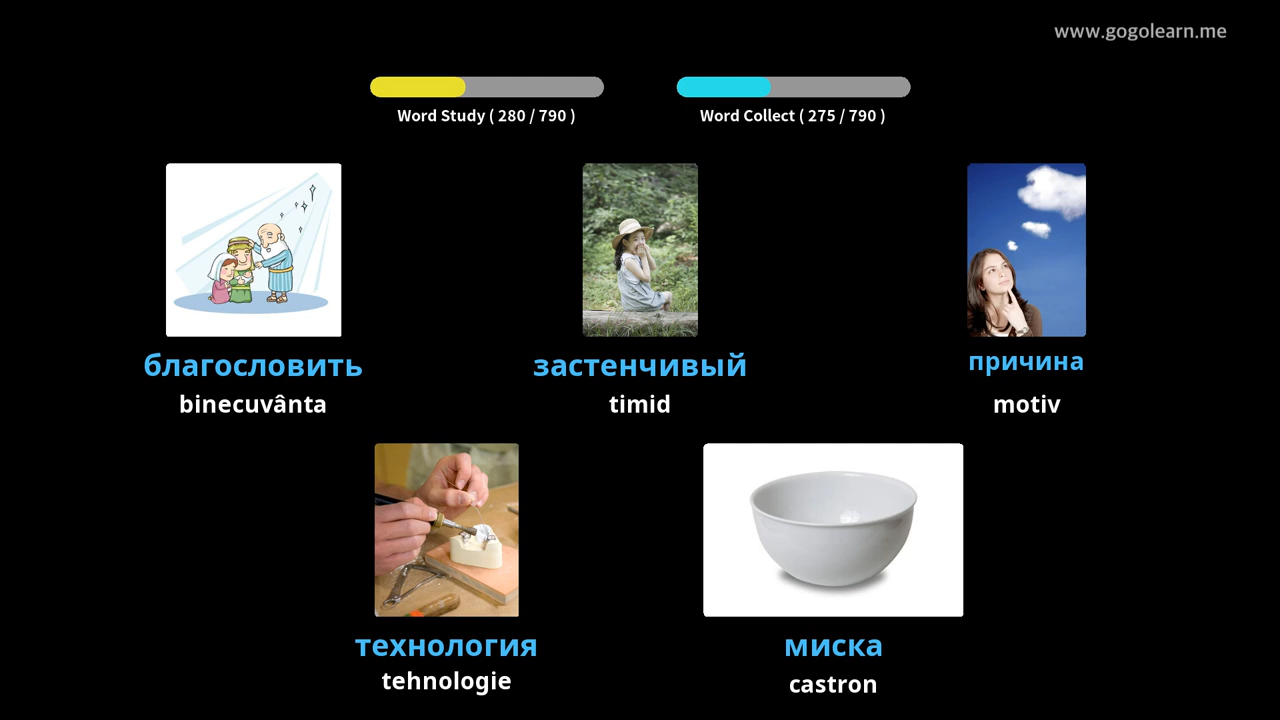 www.gogolearn.me
Word Study ( 280 / 790 )
Word Collect ( 275 / 790 )
благословить
binecuvânta
застенчивый
timid
причина
motiv
технология
tehnologie
миска
castron